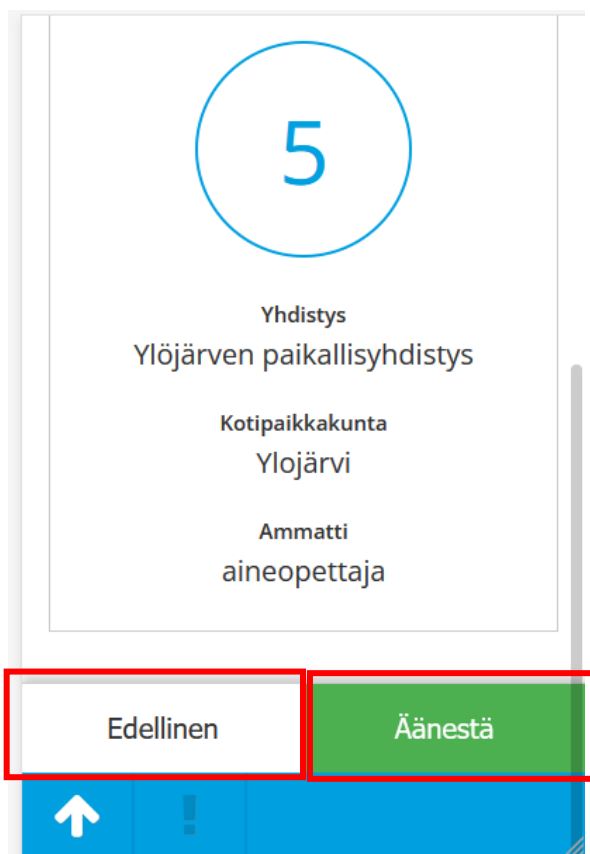 5
Yhdistys
Ylöjärven paikallisyhdistys
Kotipaikkakunta
Ylojärvi
Ammatti
aineopettaja
Edellinen Äänestä
!